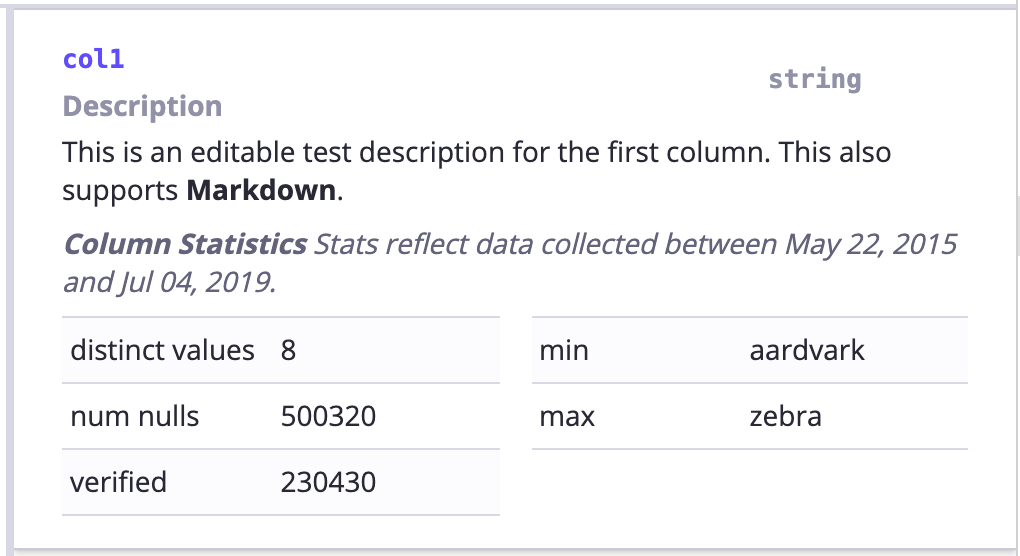 col1
string
Description
This is an editable test description for the first column. This also
supports Markdown.
Column Statistics Stats reflect data collected between May 22, 2015
and Jul 04, 2019.
distinct values 8
num nulls 500320
verified 230430
min aardvark
max zebra